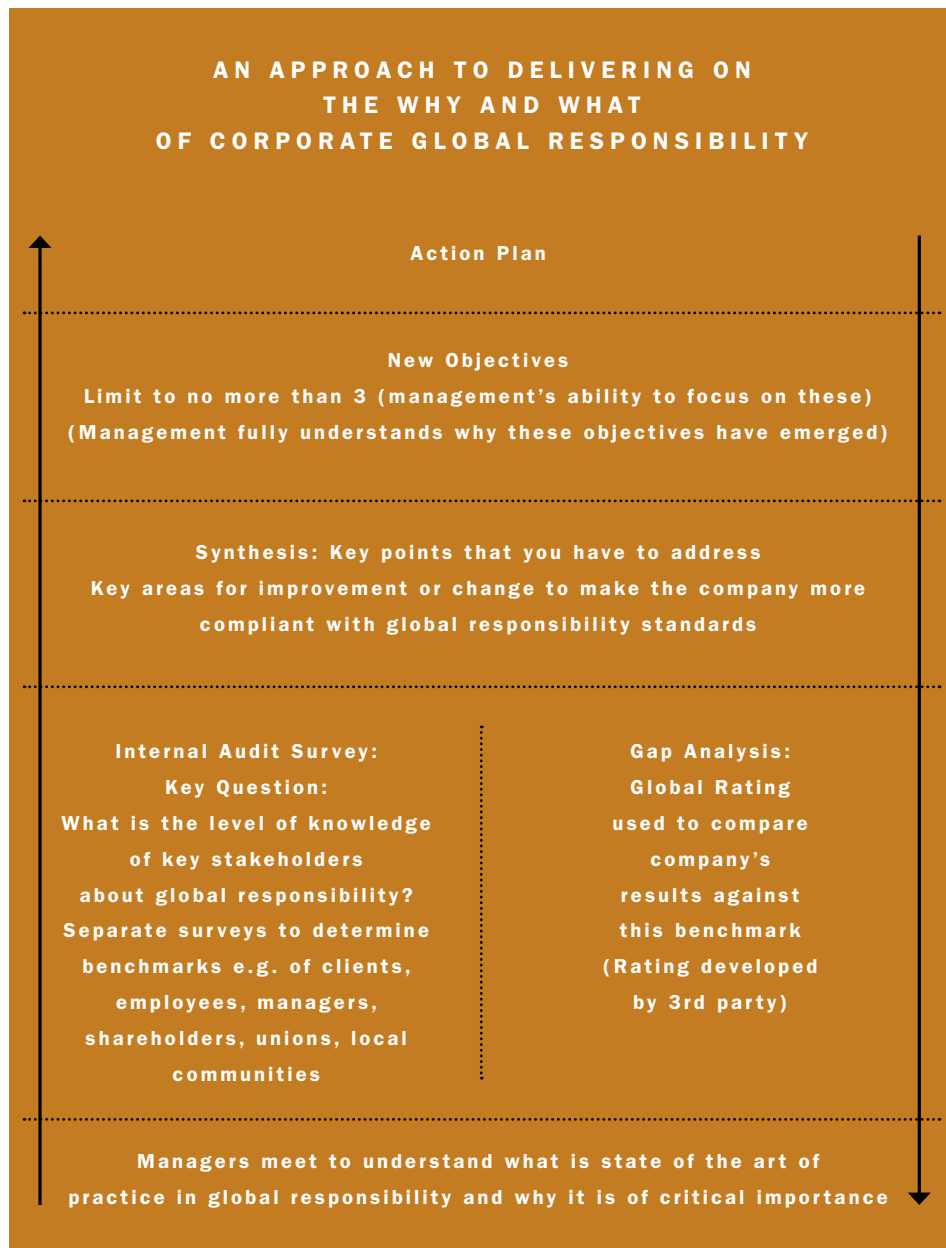 AN APPROACH TO DELIVERING ON
THE WHY AND WHAT
OF CORPORATE GLOBAL RESPONSIBILITY
Action Plan
New Objectives
Limit to no more than 3 (management’s ability to focus on these)
(Management fully understands why these objectives have emerged)
Synthesis: Key points that you have to address
Key areas for improvement or change to make the company more
compliant with global responsibility standards
Internal Audit Survey:
Key Question:
What is the level of knowledge
of key stakeholders
about global responsibility?
Separate surveys to determine
benchmarks e.g. of clients,
employees, managers,
shareholders, unions, local
communities
Gap Analysis:
Global Rating
used to compare
company’s
results against
this benchmark
(Rating developed
by 3rd party)
Managers meet to understand what is state of the art of
practice in global responsibility and why it is of critical importance